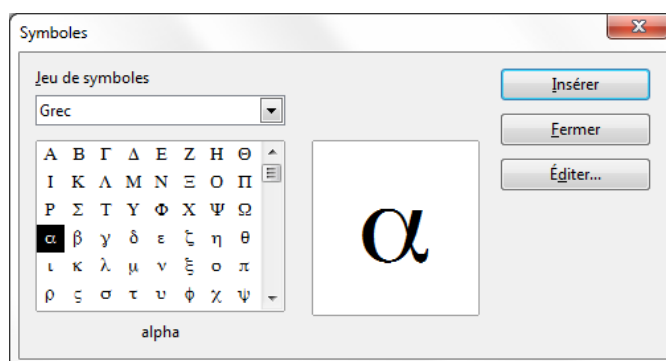 Symboles
Jeu de symboles
Grec
Α Β Γ Δ Ε Ζ Η Θ
Ι Κ Λ Μ Ν Ξ Ο Π
Ρ Σ Τ Υ Φ Χ Ψ Ω
α β γ δ ε ζ η θ
ι κ λ μ ν ξ ο π
ρ ς σ τ υ ϕ χ ψ
alpha
α
Insérer
Fermer
Éditer...